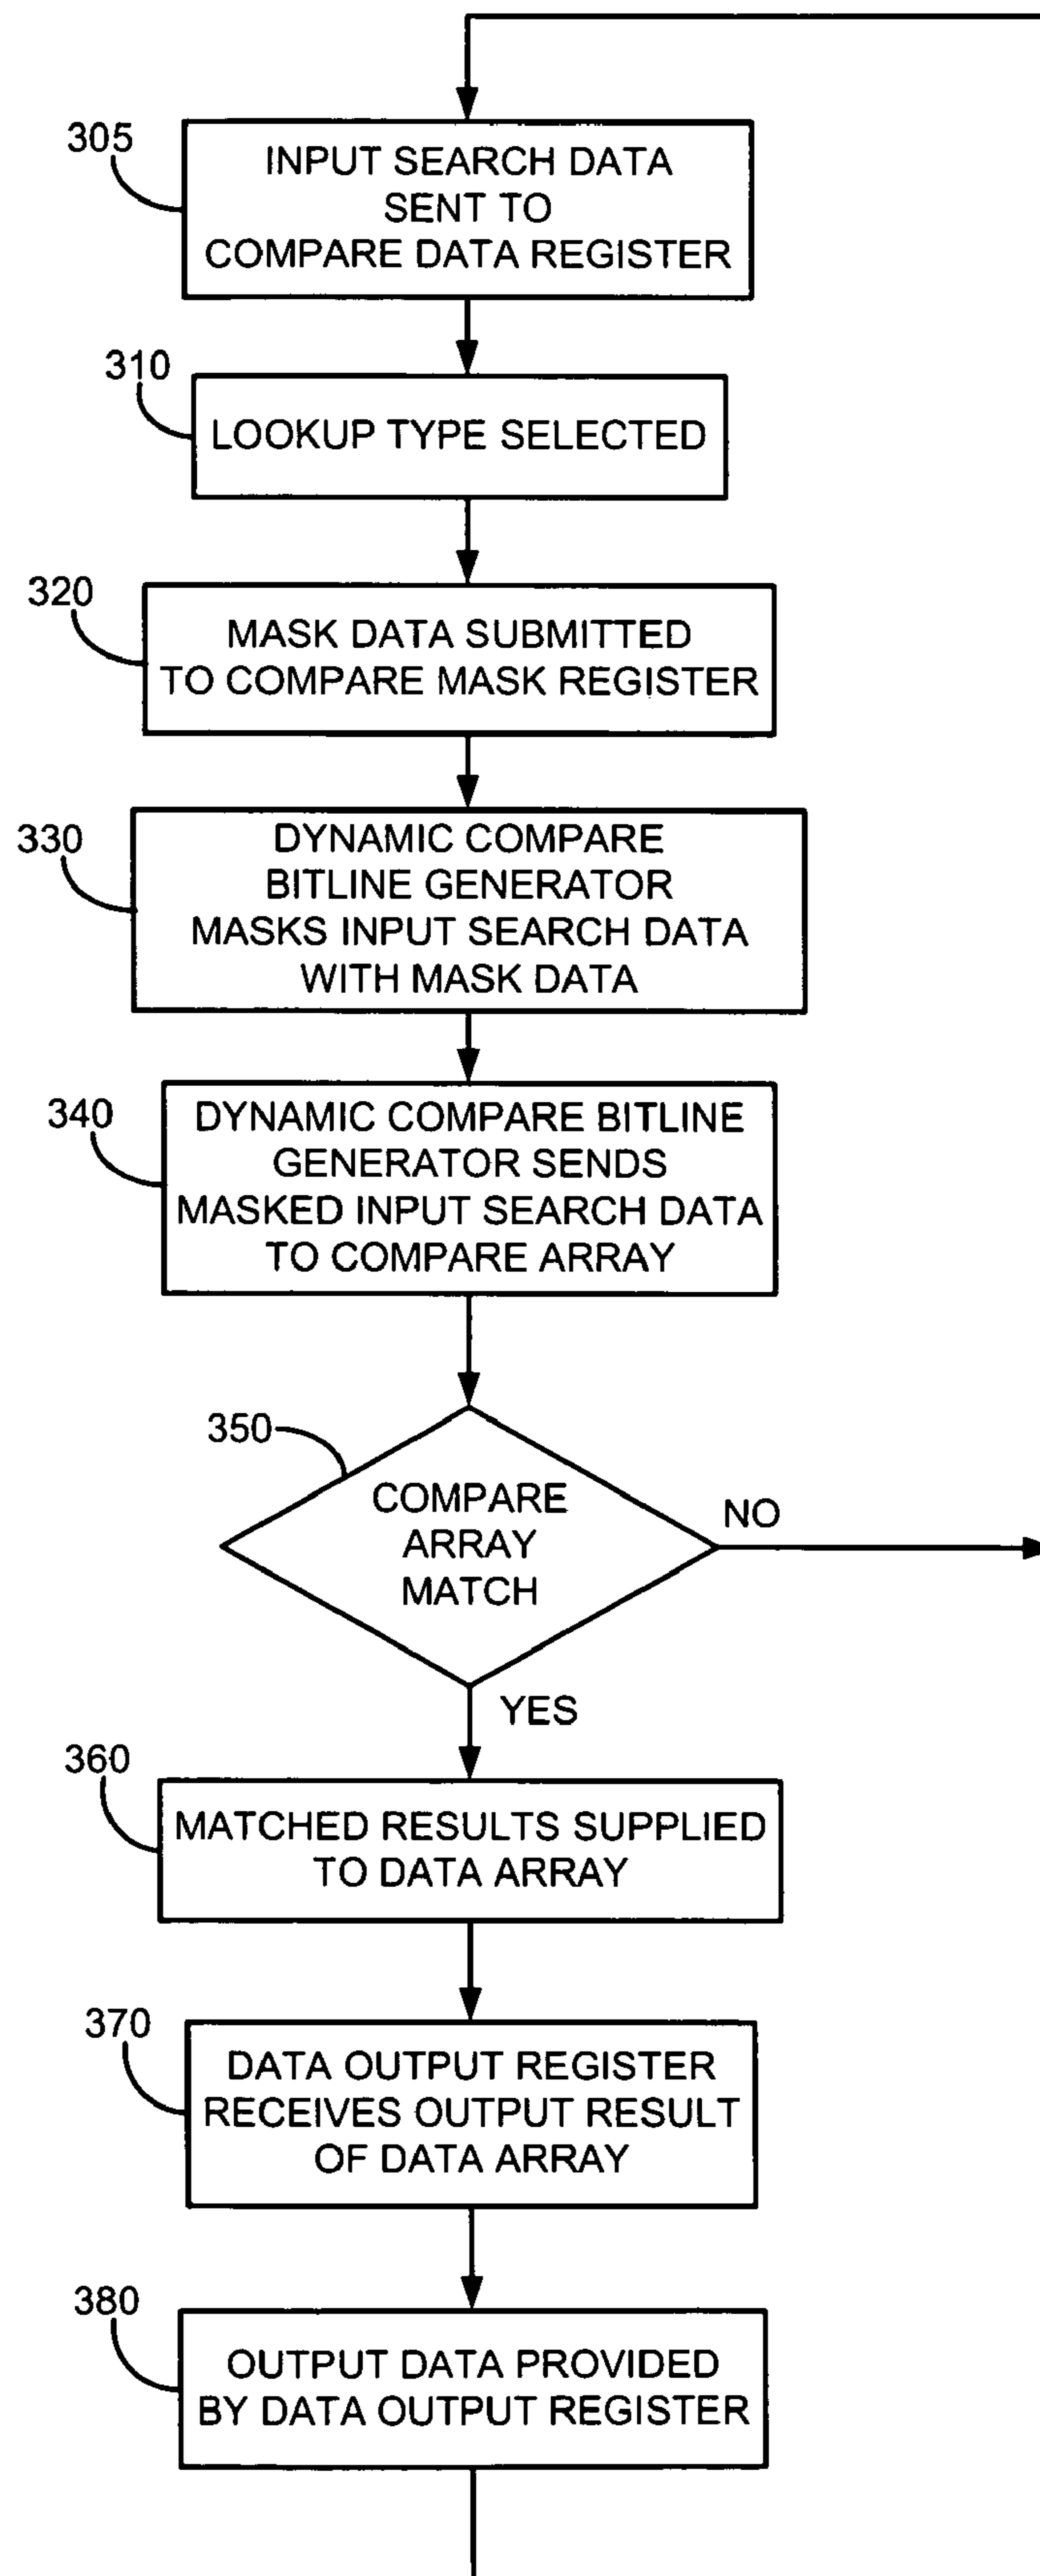 305
INPUT SEARCH DATA
SENT TO
COMPARE DATA REGISTER
310
LOOKUP TYPE SELECTED
320
MASK DATA SUBMITTED
TO COMPARE MASK REGISTER
330
DYNAMIC COMPARE
BITLINE GENERATOR
MASKS INPUT SEARCH DATA
WITH MASK DATA
340
DYNAMIC COMPARE BITLINE
GENERATOR SENDS
MASKED INPUT SEARCH DATA
TO COMPARE ARRAY
350
COMPARE
ARRAY
MATCH
NO
YES
360
MATCHED RESULTS SUPPLIED
TO DATA ARRAY
370
DATA OUTPUT REGISTER
RECEIVES OUTPUT RESULT
OF DATA ARRAY
380
OUTPUT DATA PROVIDED
BY DATA OUTPUT REGISTER